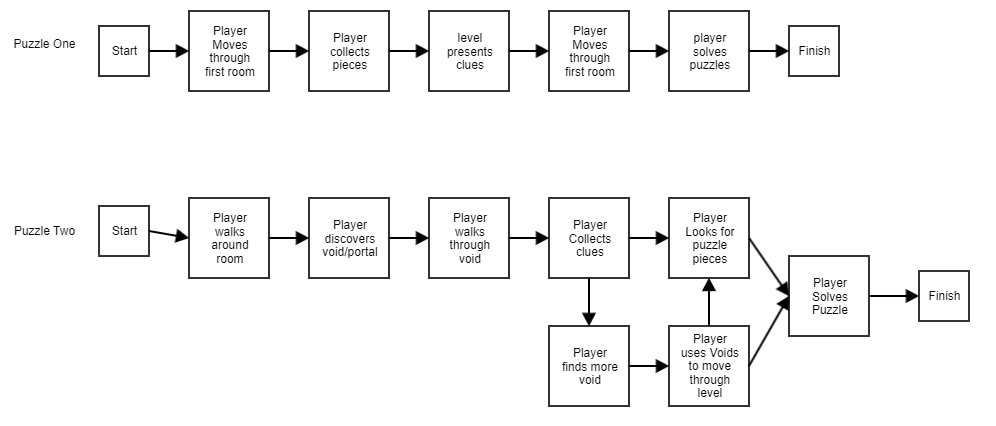 Puzzle One
Start
Player
Moves
through
first room
Player
collects
pieces
level
presents
clues
Player
Moves
through
first room
player
solves
puzzles
Finish
Puzzle Two
Start
Player
walks
around
room
Player
discovers
void/portal
Player
walks
through
void
Player
Collects
clues
Player
Looks for
puzzle
pieces
Player
Solves
Puzzle
Finish
Player
finds more
void
Player
uses Voids
to move
through
level